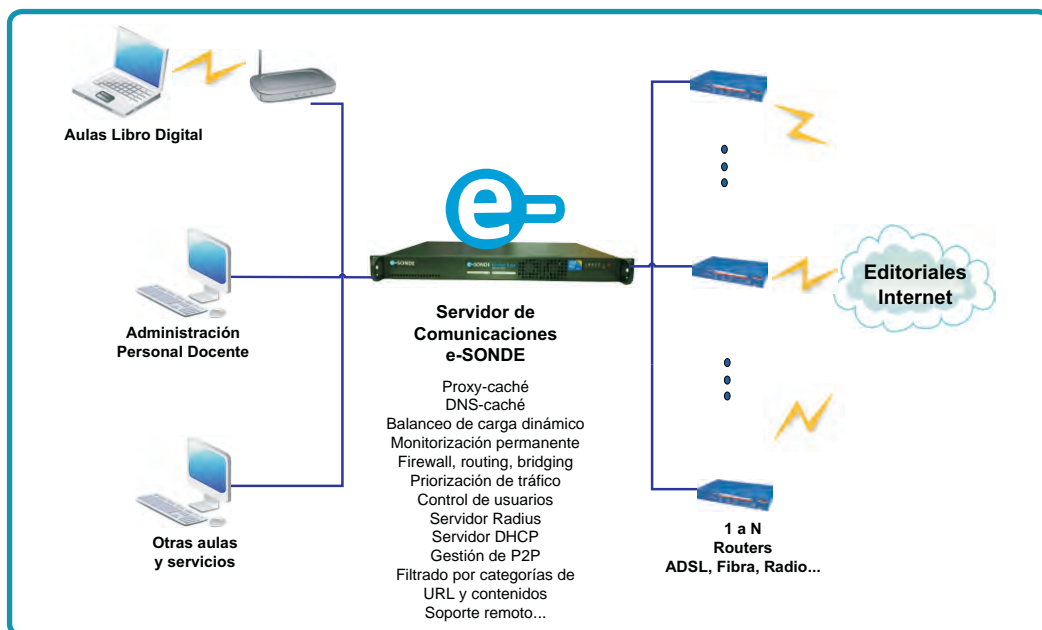 Aulas Libro Digital
Administración
Personal Docente
Otras aulas
y servicios
e
e-SONDE
e-SONDE
Servidor de
Comunicaciones
e-SONDE
Proxy-caché
DNS-caché
Balanceo de carga dinámico
Monitorización permanente
Firewall, routing, bridging
Priorización de tráfico
Control de usuarios
Servidor Radius
Servidor DHCP
Gestión de P2P
Filtrado por categorías de
URL y contenidos
Soporte remoto...
Editoriales
Internet
1 a N
Routers
ADSL, Fibra, Radio...